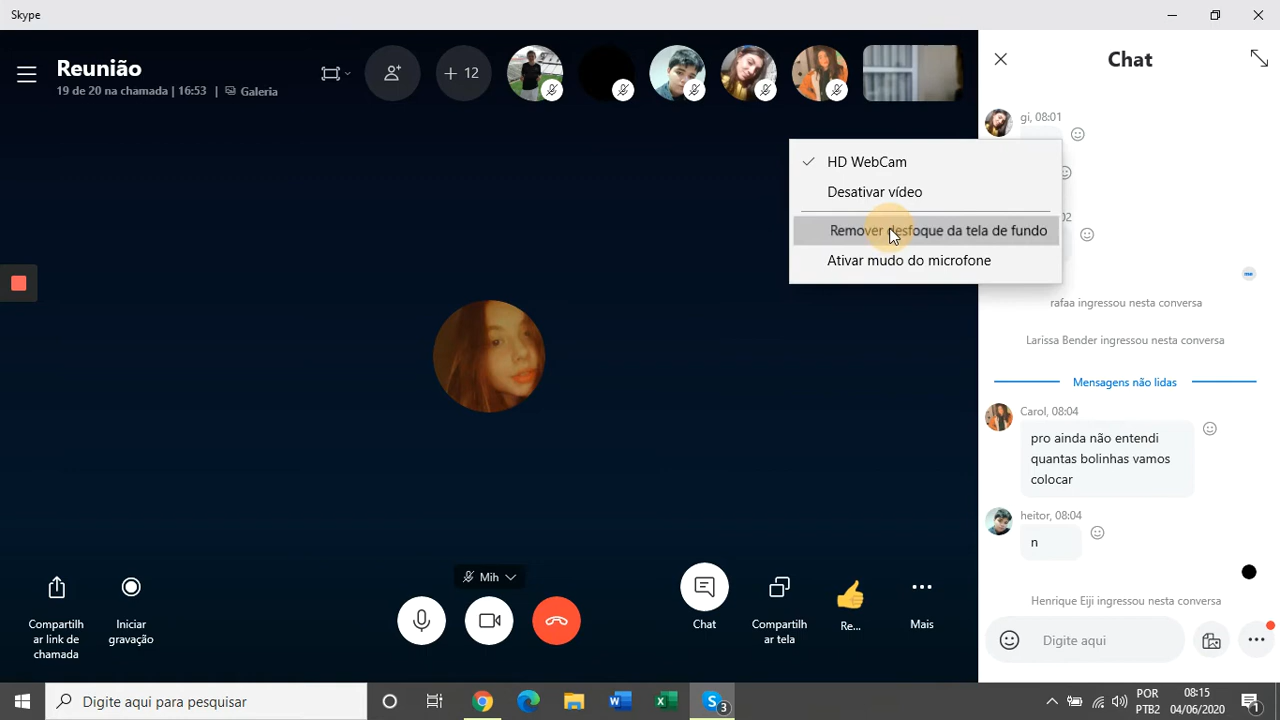 Skype
Reunião
19 de 20 na chamada | 16:53 | Galeria
+ 12
HD WebCam
Desativar vídeo
Remover desfoque da tela de fundo
Ativar mudo do microfone
Chat
gi, 08:01
02
me
rafaa ingressou nesta conversa
Larissa Bender ingressou nesta conversa
Mensagens não lidas
Carol, 08:04
pro ainda não entendi
quantas bolinhas vamos
colocar
heitor, 08:04
n
Henrique Eiji ingressou nesta conversa
Digite aqui
Mih
Compartilh
ar link de
chamada
Iniciar
gravação
Chat
Compartilh
ar tela
Re...
Mais
Digite aqui para pesquisar
3
POR
PTB2
08:15
04/06/2020
1